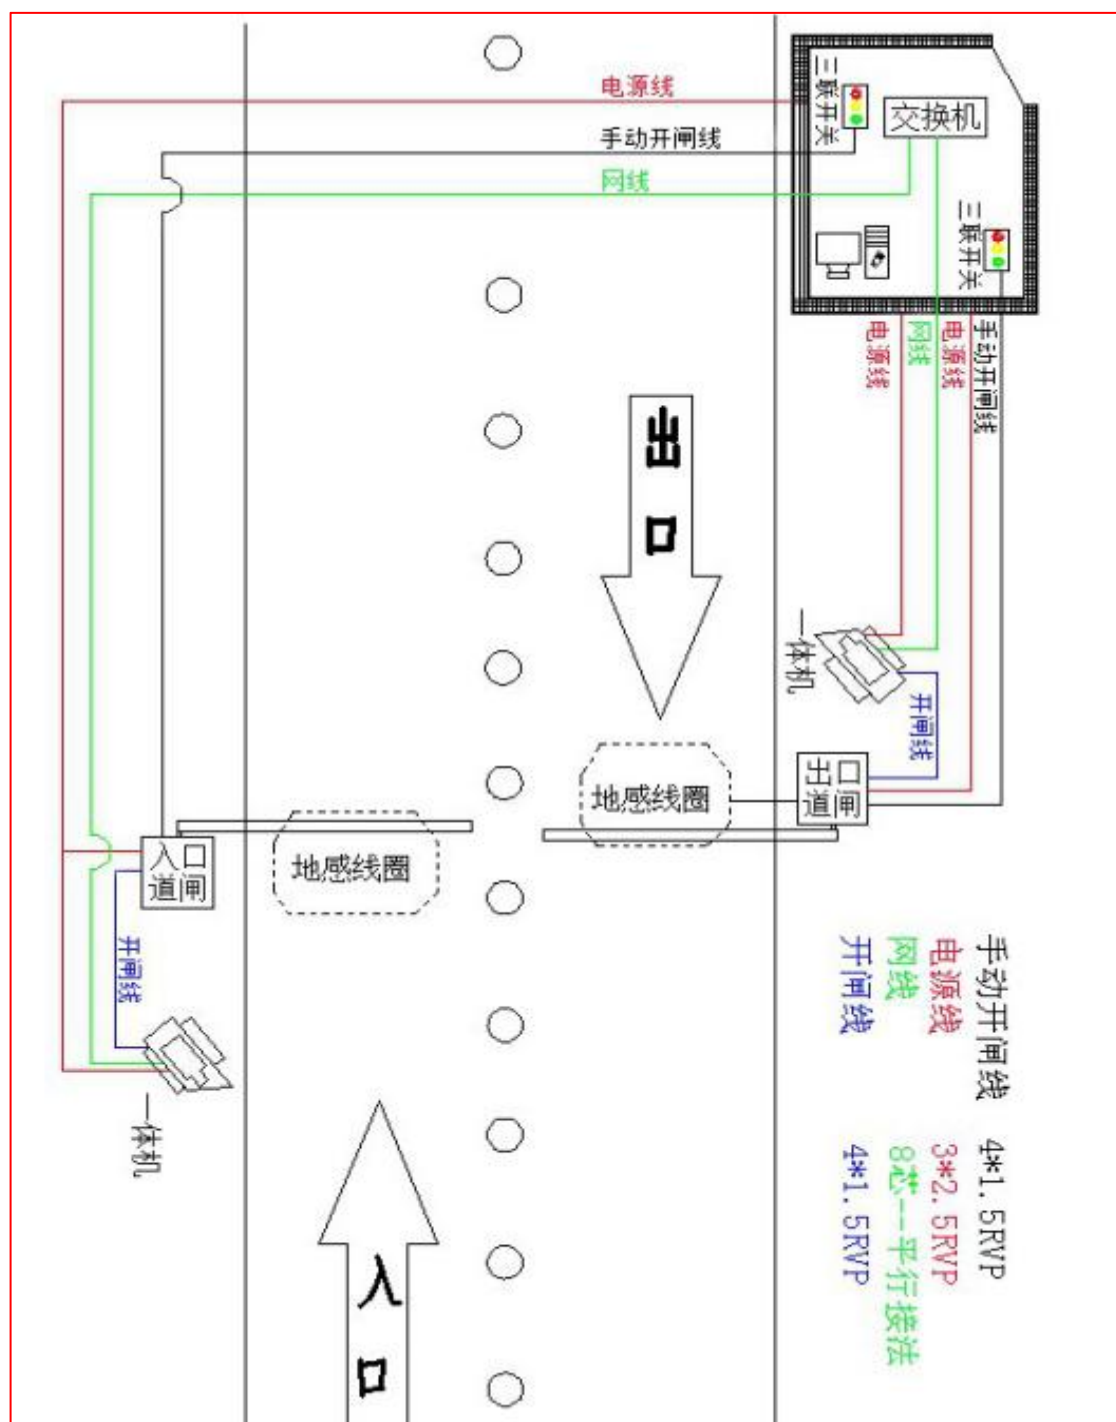 电源线
三联开关
交换机
手动开闸线
网线
三联开关
电源线
网线
电源线
手动开闸线
出口
一体机
开闸线
出口
道闸
地感线圈
入口
道闸
地感线圈
开闸线
一体机
入口
手动开闸线 4*1.5RVP
电源线 3*2.5RVP
网线 8芯--平行接法
开闸线 4*1.5RVP